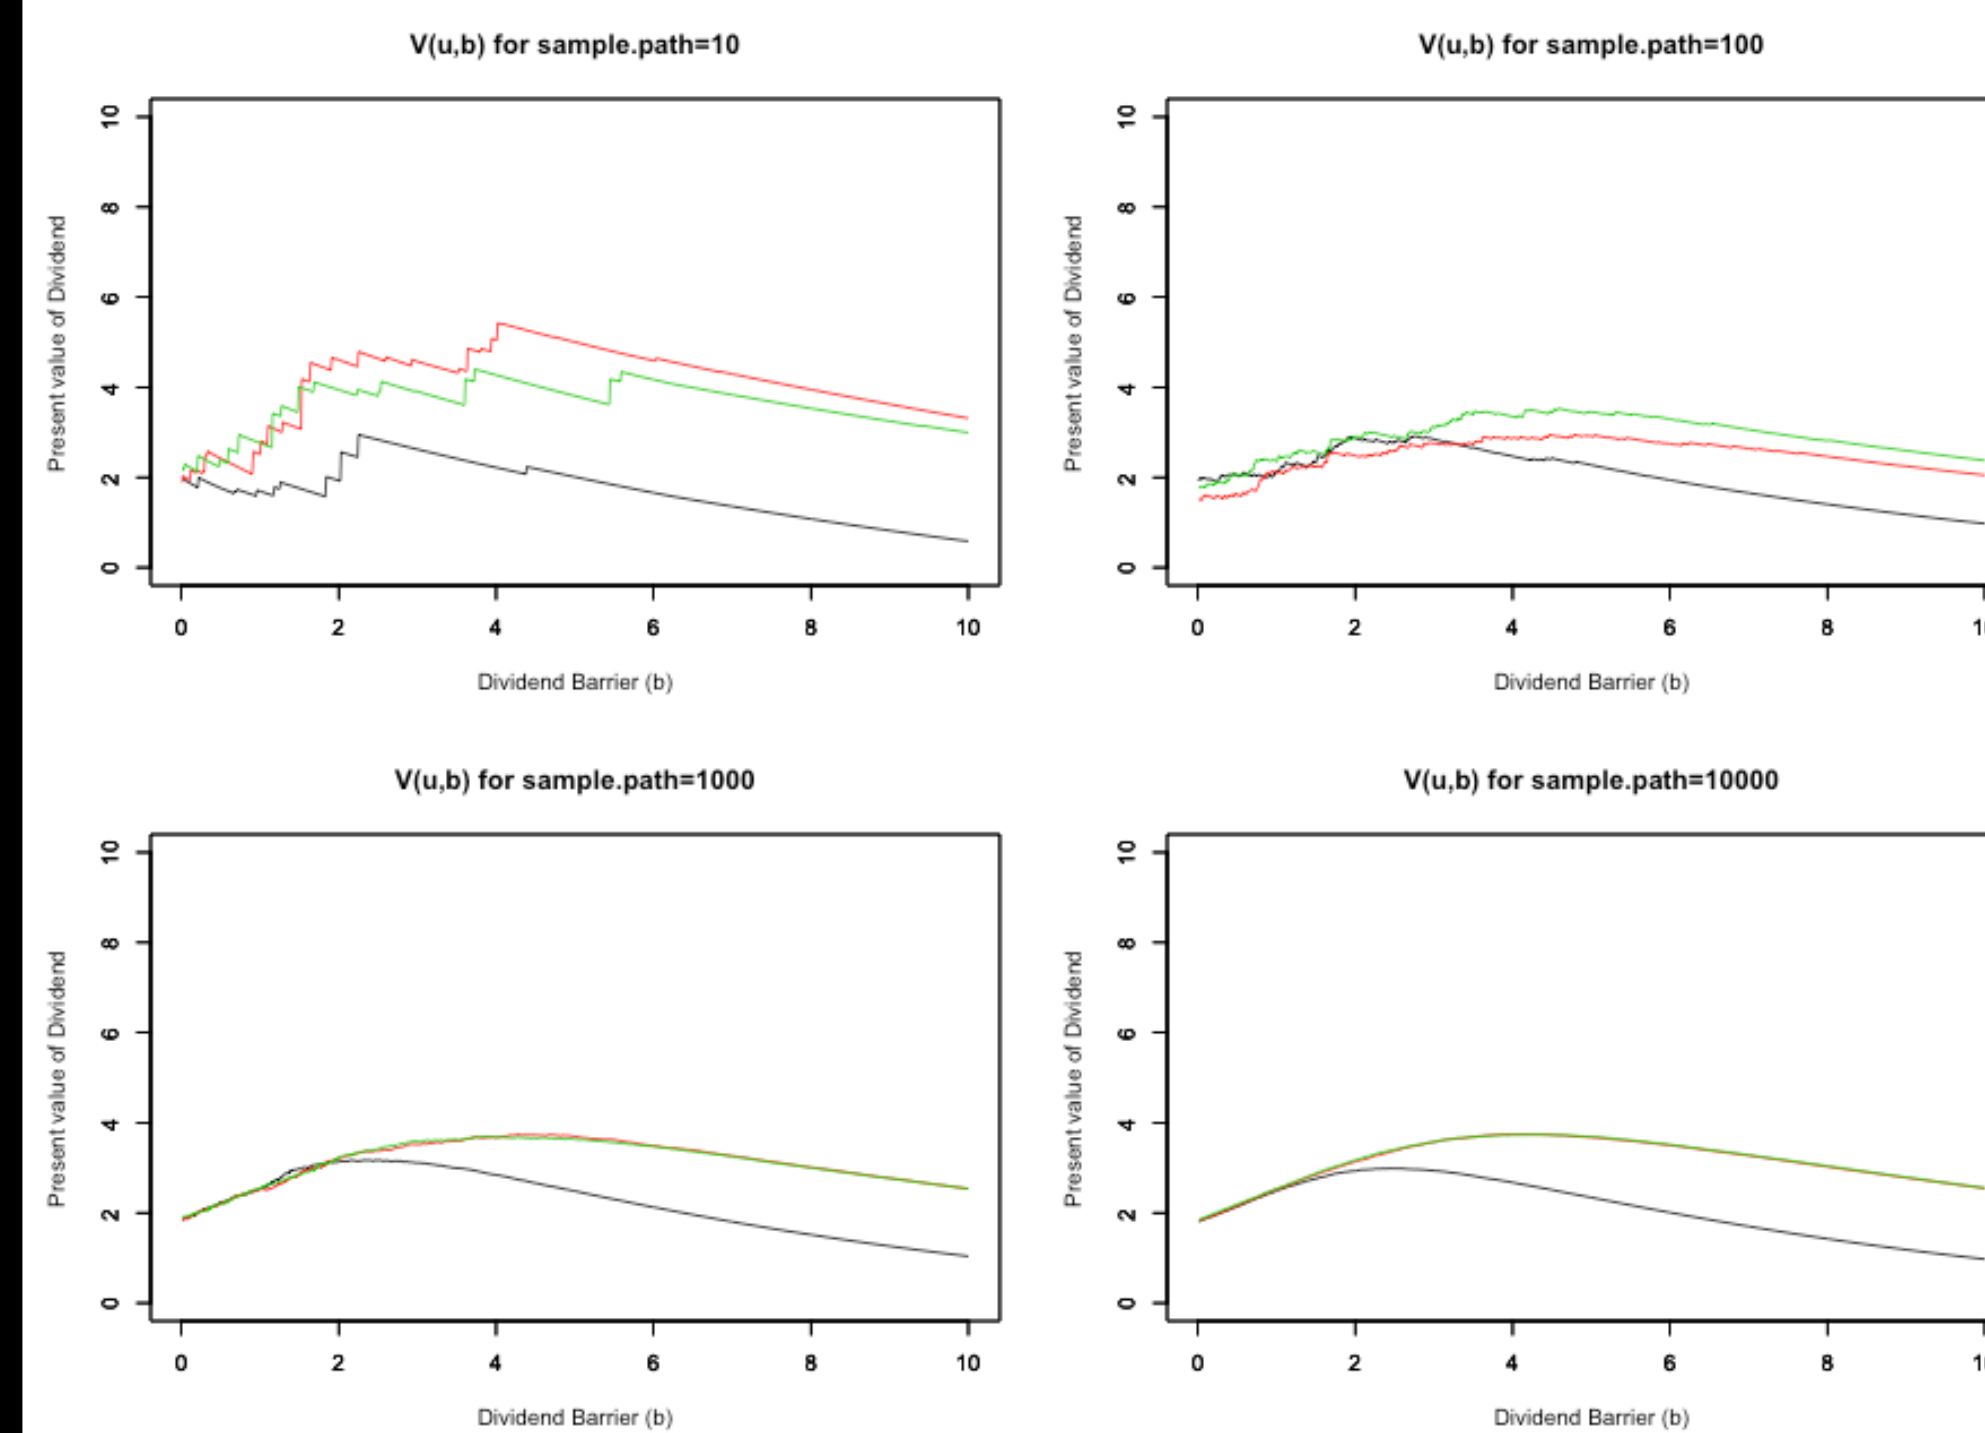 V(u,b) for sample.path=10
Present value of Dividend
10
8
6
4
2
0
0 2 4 6 8 10
Dividend Barrier (b)
V(u,b) for sample.path=100
Present value of Dividend
10
8
6
4
2
0
0 2 4 6 8
Dividend Barrier (b)
V(u,b) for sample.path=1000
Present value of Dividend
10
8
6
4
2
0
0 2 4 6 8 10
Dividend Barrier (b)
V(u,b) for sample.path=10000
Present value of Dividend
10
8
6
4
2
0
0 2 4 6 8
Dividend Barrier (b)